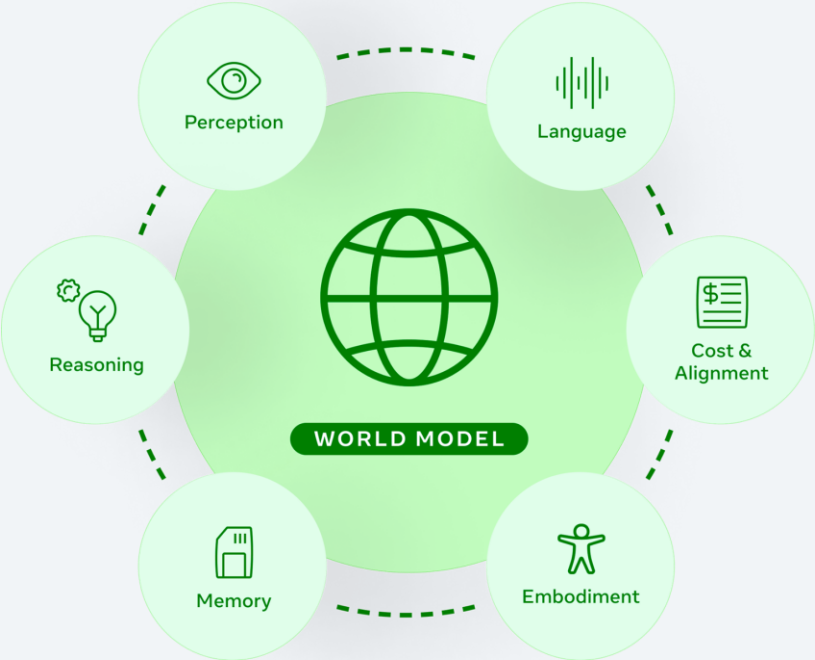 Perception
Language
Reasoning
$
Cost &
Alignment
WORLD MODEL
Memory
Embodiment